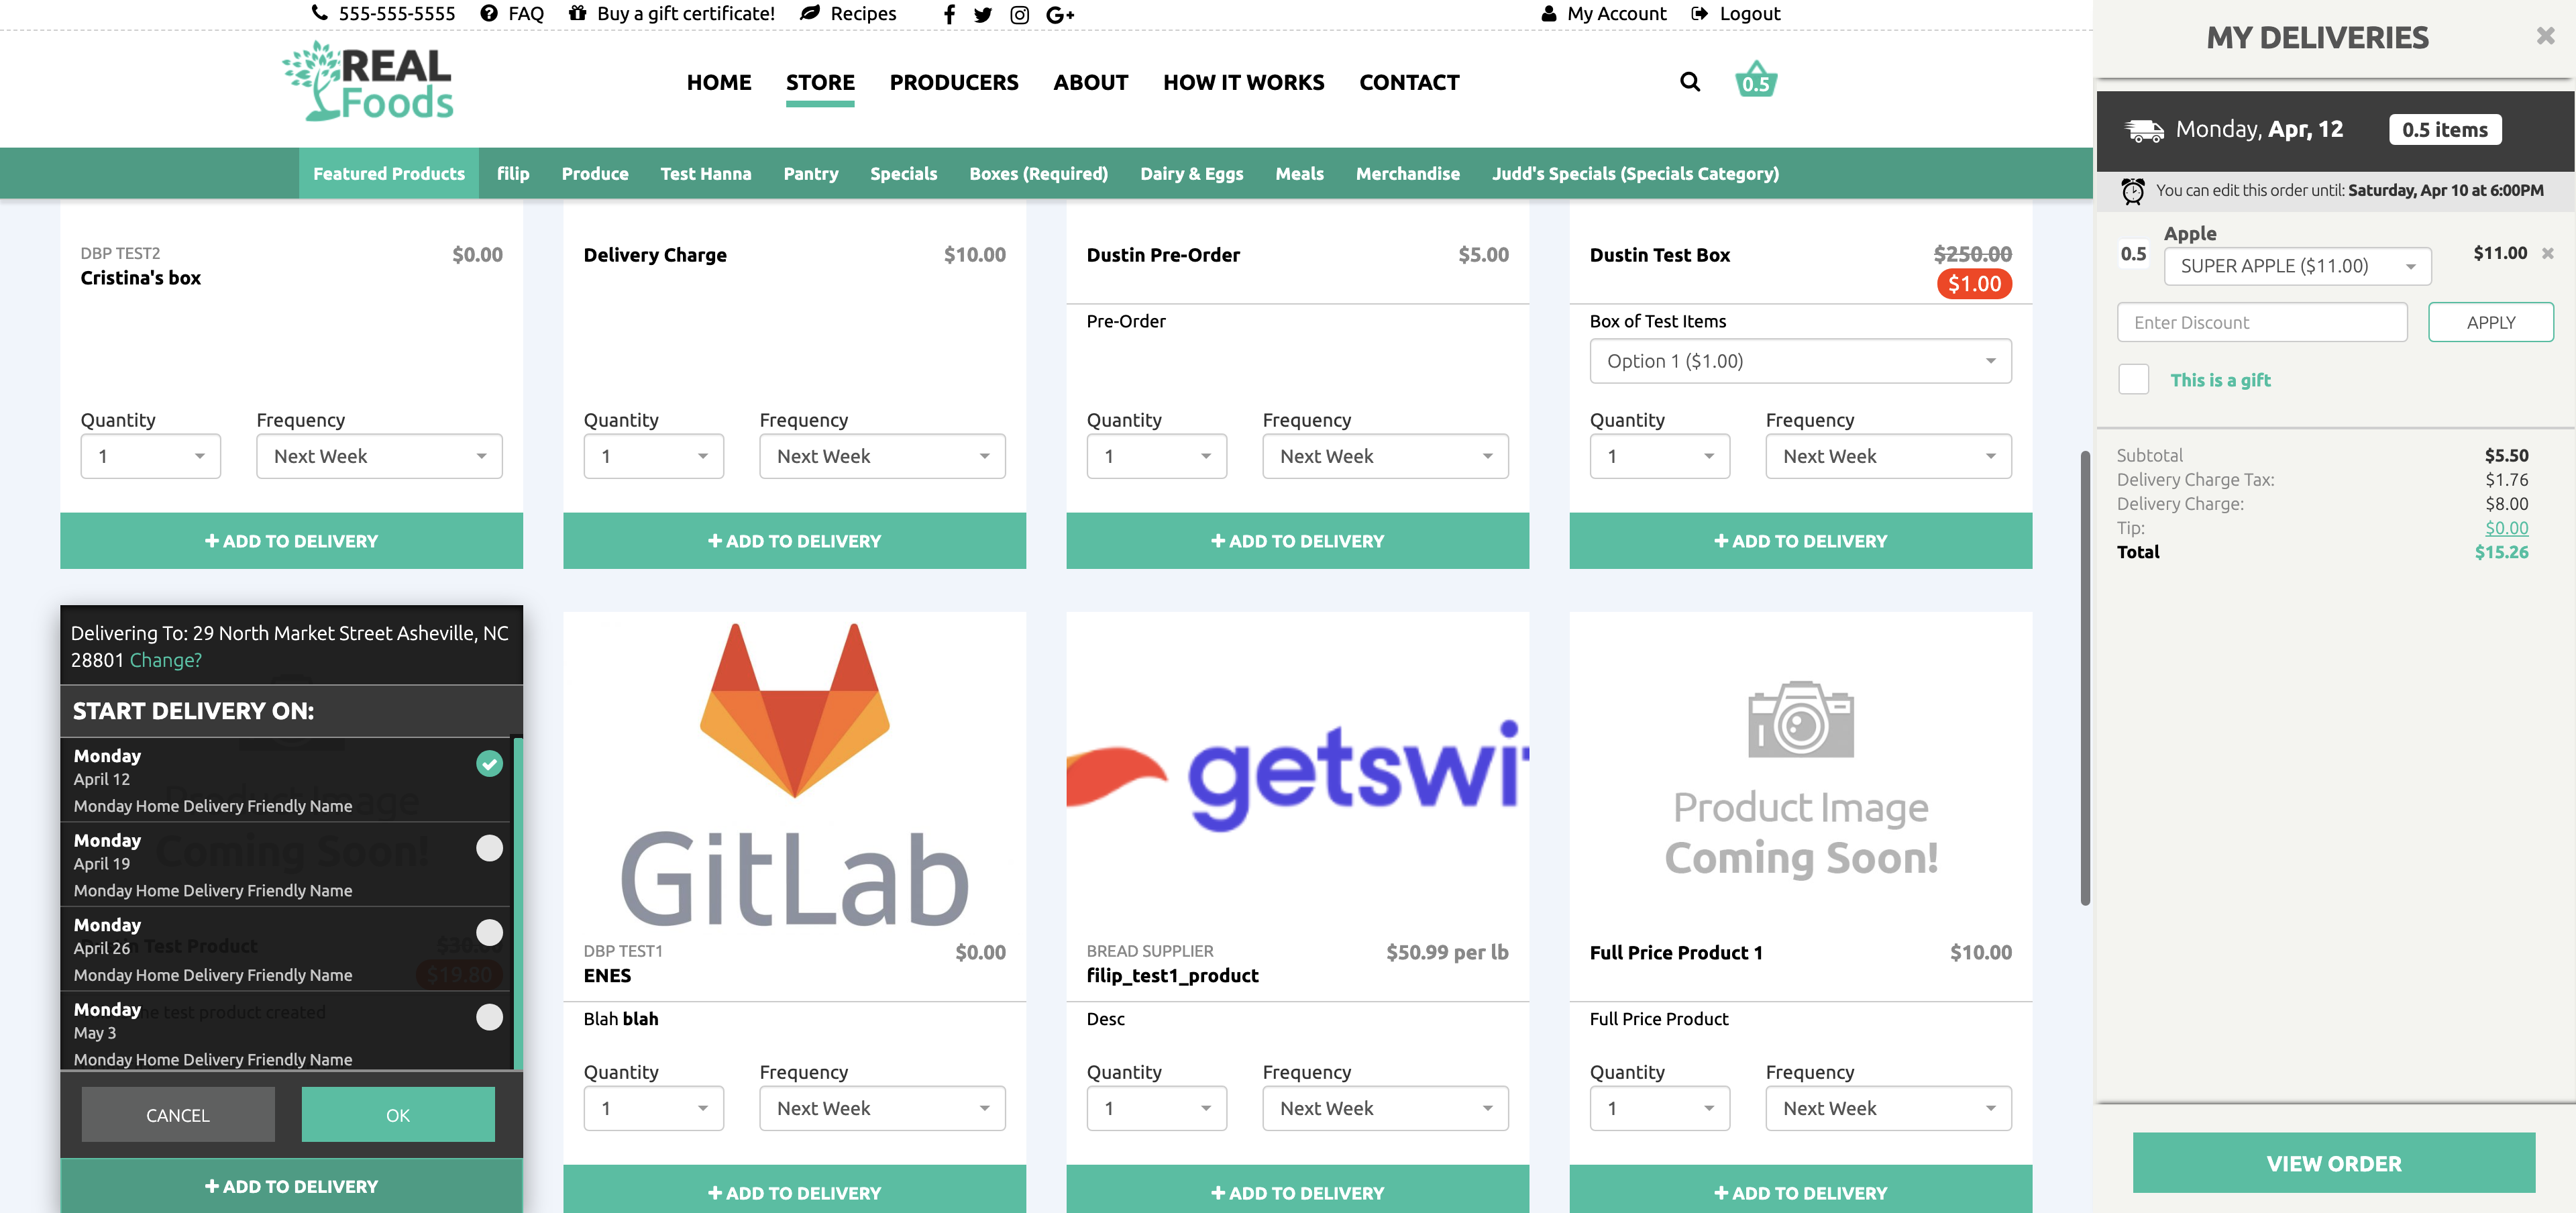 555-555-5555 FAQ Buy a gift certificate! Recipes
My Account Logout
REAL
Foods
HOME STORE PRODUCERS ABOUT HOW IT WORKS CONTACT
0.5
Featured Products filip Produce Test Hanna Pantry Specials Boxes (Required) Dairy & Eggs Meals Merchandise Judd's Specials (Specials Category)
DBP TEST2 $0.00
Cristina's box
Quantity Frequency
1 Next Week
+ ADD TO DELIVERY
Delivery Charge $10.00
Quantity Frequency
1 Next Week
+ ADD TO DELIVERY
Dustin Pre-Order $5.00
Pre-Order
Quantity Frequency
1 Next Week
+ ADD TO DELIVERY
Dustin Test Box $250.00
$1.00
Box of Test Items
Option 1 ($1.00)
Quantity Frequency
1 Next Week
+ ADD TO DELIVERY
Delivering To: 29 North Market Street Asheville, NC
28801 Change?
START DELIVERY ON:
Monday
April 12
Monday Home Delivery Friendly Name
Monday
April 19
Monday Home Delivery Friendly Name
Coming Soon!
Monday
April 26
Monday Home Delivery Friendly Name
Test Product
$19.80
Monday
May 3
Monday Home Delivery Friendly Name
test product created
CANCEL OK
+ ADD TO DELIVERY
GitLab
DBP TEST1 $0.00
ENES
Blah blah
Quantity Frequency
1 Next Week
+ ADD TO DELIVERY
getswi
BREAD SUPPLIER $50.99 per lb
filip_test1_product
Desc
Quantity Frequency
1 Next Week
+ ADD TO DELIVERY
Product Image
Coming Soon!
Full Price Product 1 $10.00
Full Price Product
Quantity Frequency
1 Next Week
+ ADD TO DELIVERY
MY DELIVERIES
Monday, Apr, 12 0.5 items
You can edit this order until: Saturday, Apr 10 at 6:00PM
Apple
0.5 SUPER APPLE ($11.00) $11.00
Enter Discount APPLY
This is a gift
Subtotal $5.50
Delivery Charge Tax: $1.76
Delivery Charge: $8.00
Tip: $0.00
Total $15.26
VIEW ORDER